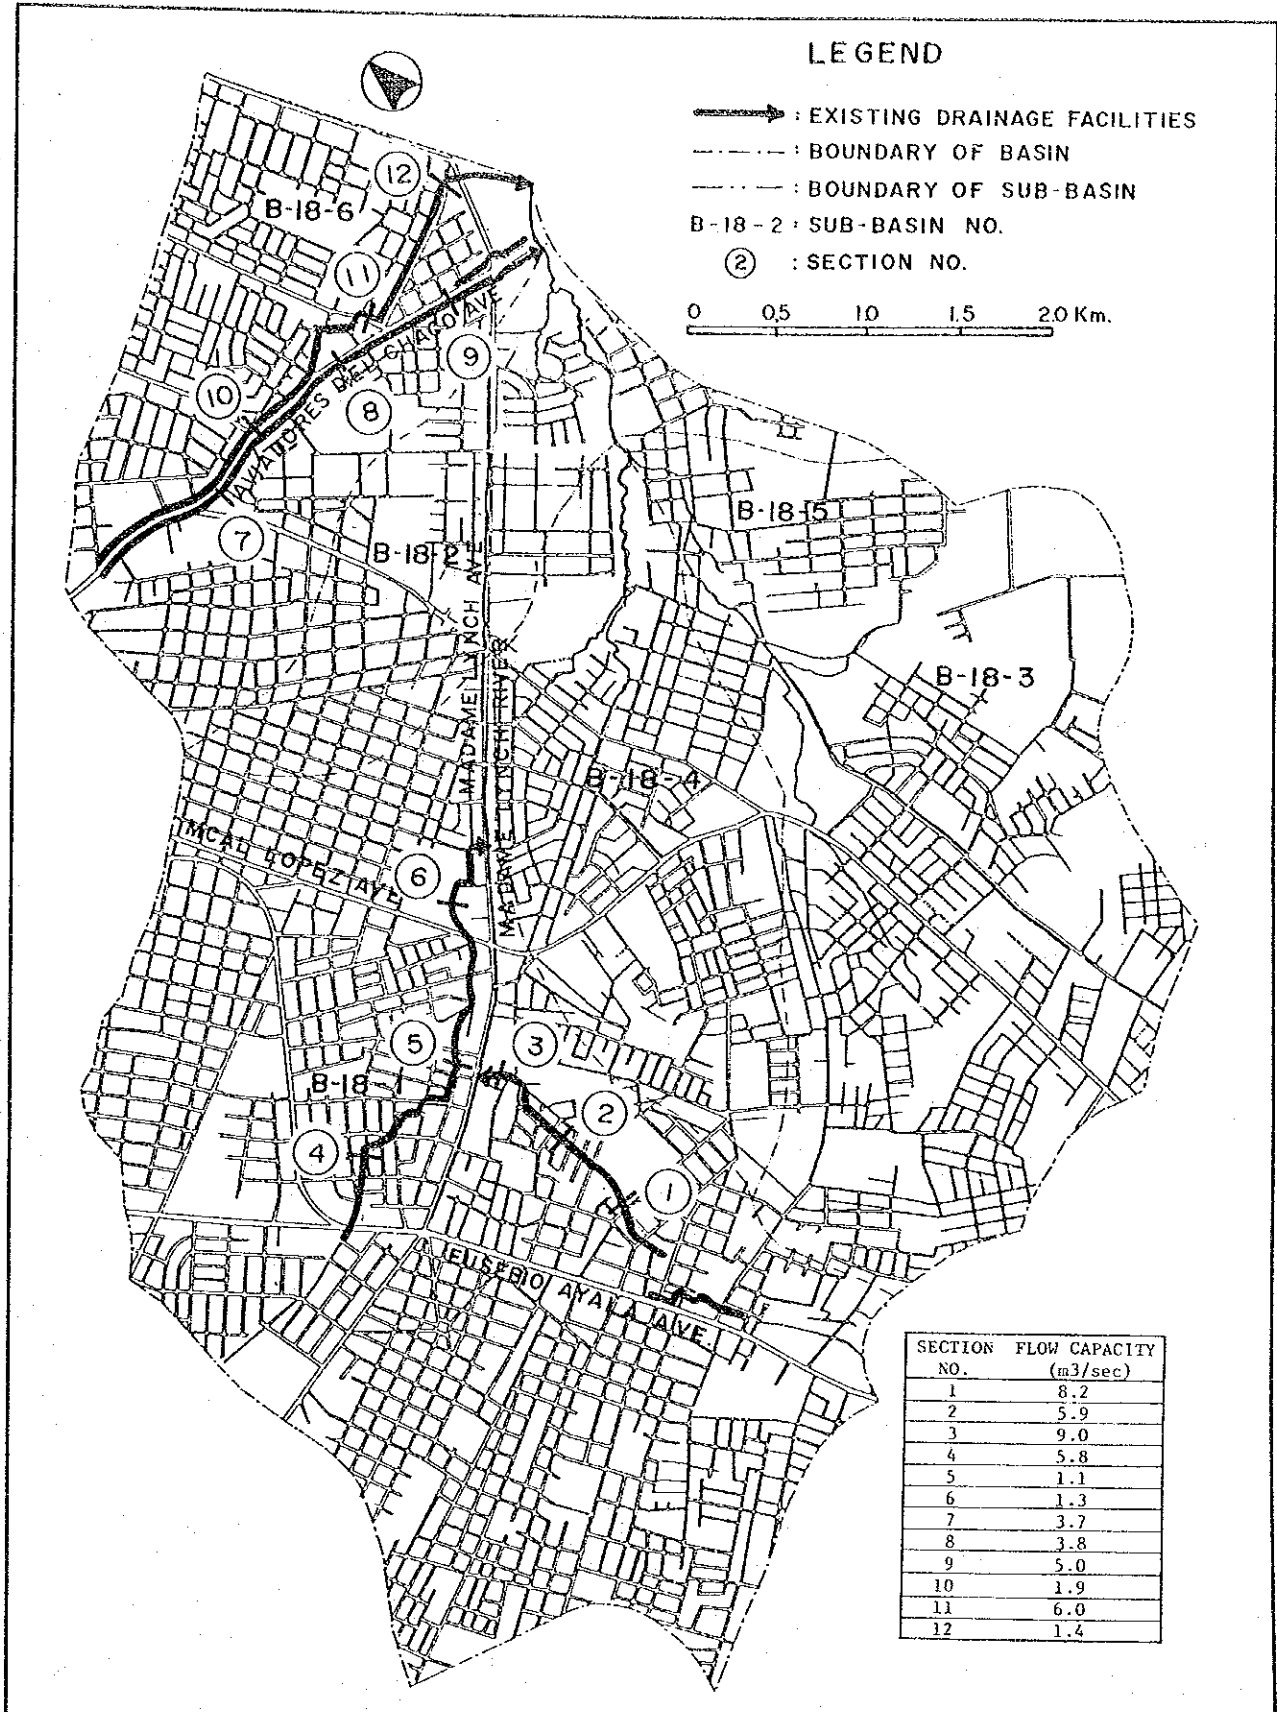 LEGEND
: EXISTING DRAINAGE FACILITIES
: BOUNDARY OF BASIN
: BOUNDARY OF SUB-BASIN
B-18-2 : SUB-BASIN NO.
② : SECTION NO.
0 0.5 1.0 1.5 2.0 Km.
12
B-18-6
11
AVIADORES DEL CHACO AVE
9
10
8
B-18-5
7
B-18-2
MADAME LYNCH AVE
MADAME LYNCH RIVER
B-18-3
B-18-4
MCAL LOPEZ AVE
6
5
3
B-18-1
2
4
1
EUSEBIO AYALA AVE.
SECTION FLOW CAPACITY
NO. (m3/sec)
1 8.2
2 5.9
3 9.0
4 5.8
5 1.1
6 1.3
7 3.7
8 3.8
9 5.0
10 1.9
11 6.0
12 1.4